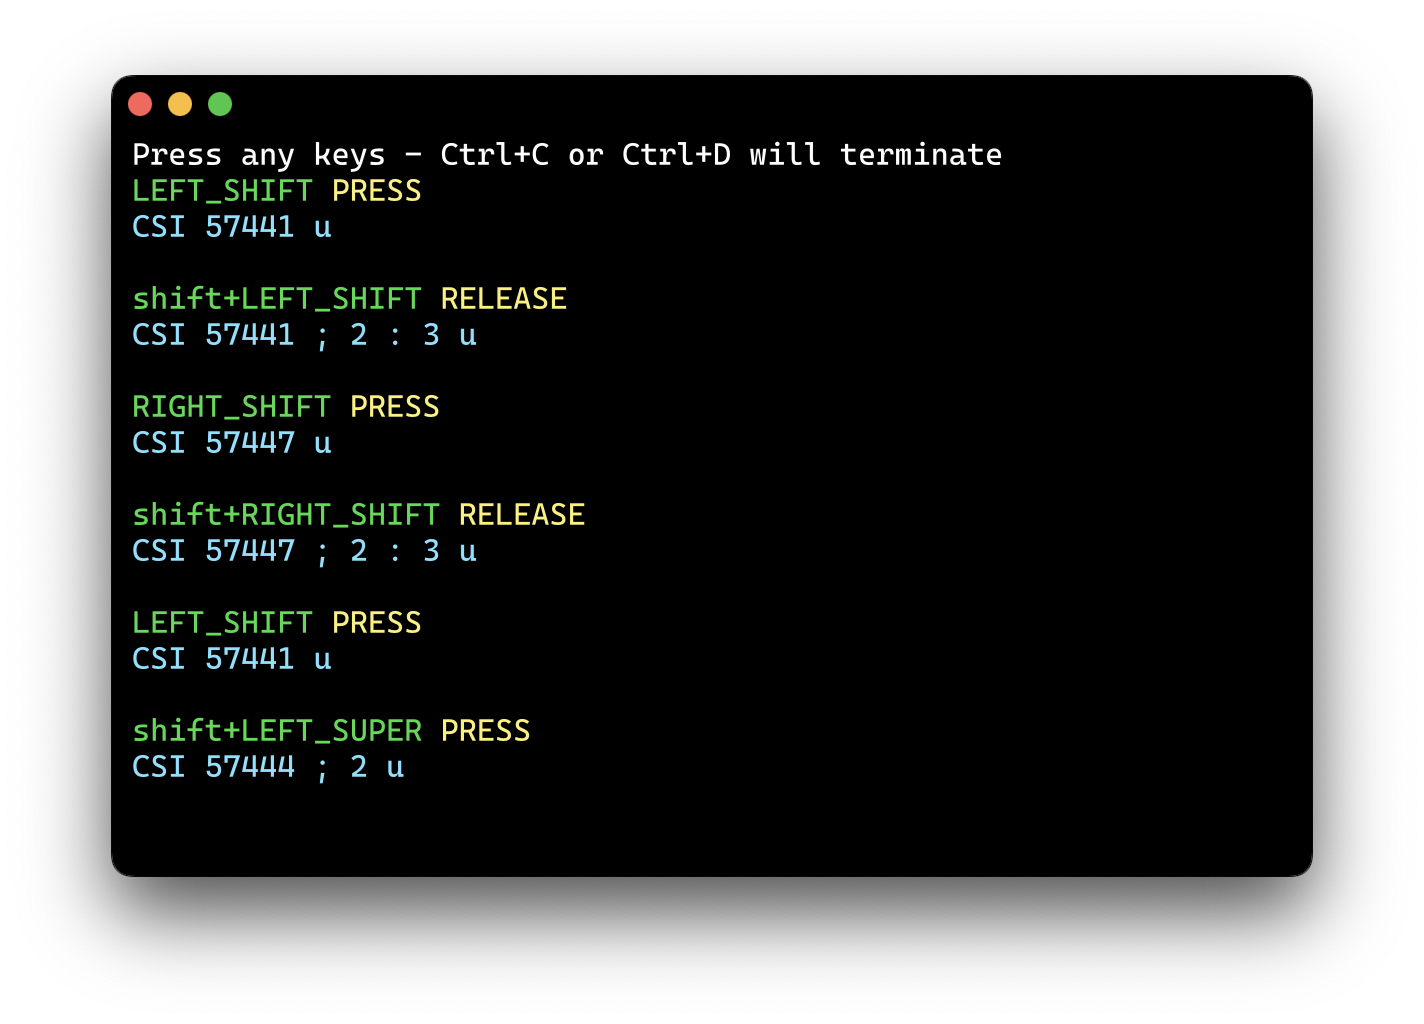 Press any keys – Ctrl+C or Ctrl+D will terminate
LEFT_SHIFT PRESS
CSI 57441 u
shift+LEFT_SHIFT RELEASE
CSI 57441 ; 2 : 3 u
RIGHT_SHIFT PRESS
CSI 57447 u
shift+RIGHT_SHIFT RELEASE
CSI 57447 ; 2 : 3 u
LEFT_SHIFT PRESS
CSI 57441 u
shift+LEFT_SUPER PRESS
CSI 57444 ; 2 u